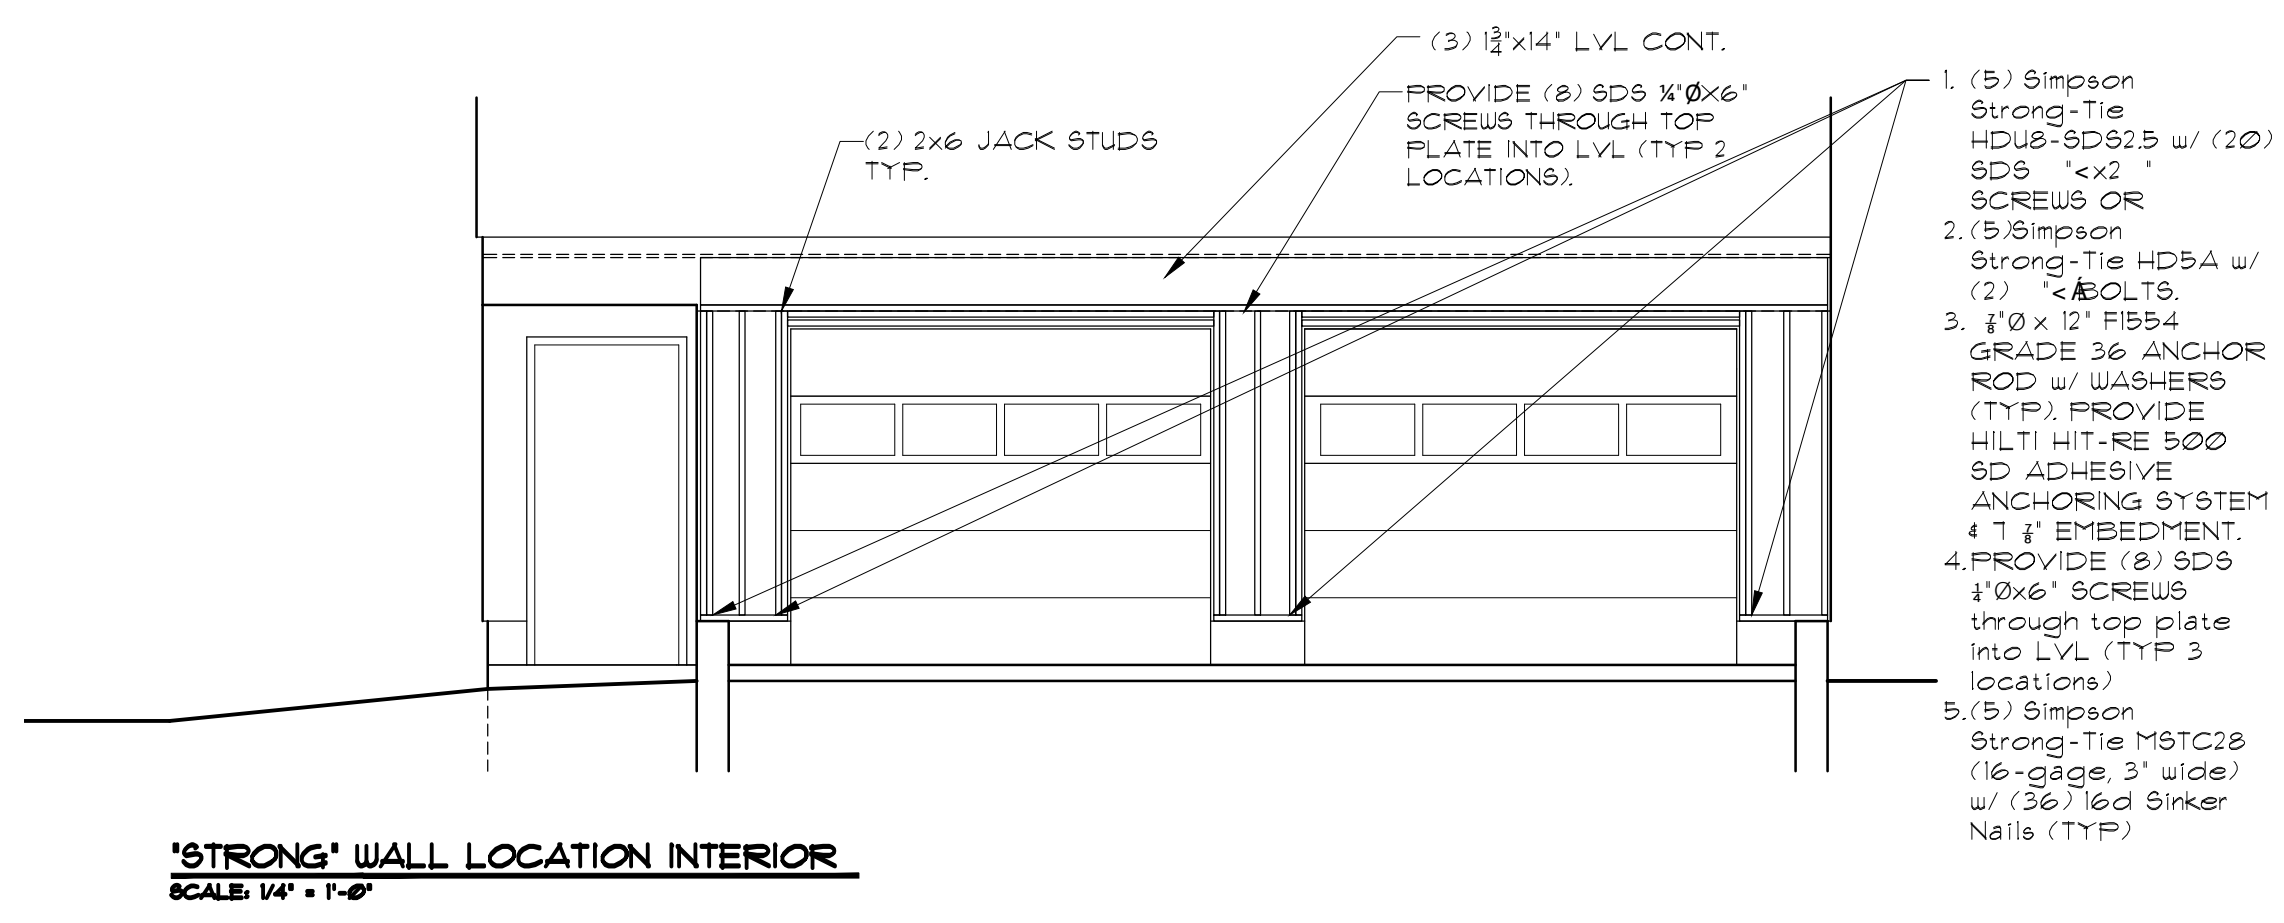 (3) 1¾"x14" LVL CONT.
PROVIDE (8) SDS ¼"ØX6"
SCREWS THROUGH TOP
PLATE INTO LVL (TYP 2
LOCATIONS).
(2) 2x6 JACK STUDS
TYP.
1. (5) Simpson
Strong-Tie
HDU8-SDS2.5 w/ (20)
SDS "<x2 "
SCREWS OR
2. (5)Simpson
Strong-Tie HD5A w/
(2) "< BOLTS.
3. ⅞"Ø x 12" F1554
GRADE 36 ANCHOR
ROD w/ WASHERS
(TYP). PROVIDE
HILTI HIT-RE 500
SD ADHESIVE
ANCHORING SYSTEM
& 7 ⅞" EMBEDMENT.
4. PROVIDE (8) SDS
¼"Øx6" SCREWS
through top plate
into LVL (TYP 3
locations)
5. (5) Simpson
Strong-Tie MSTC28
(16-gage, 3" wide)
w/ (36) 16d Sinker
Nails (TYP)
"STRONG" WALL LOCATION INTERIOR
SCALE: 1/4" = 1'-0"